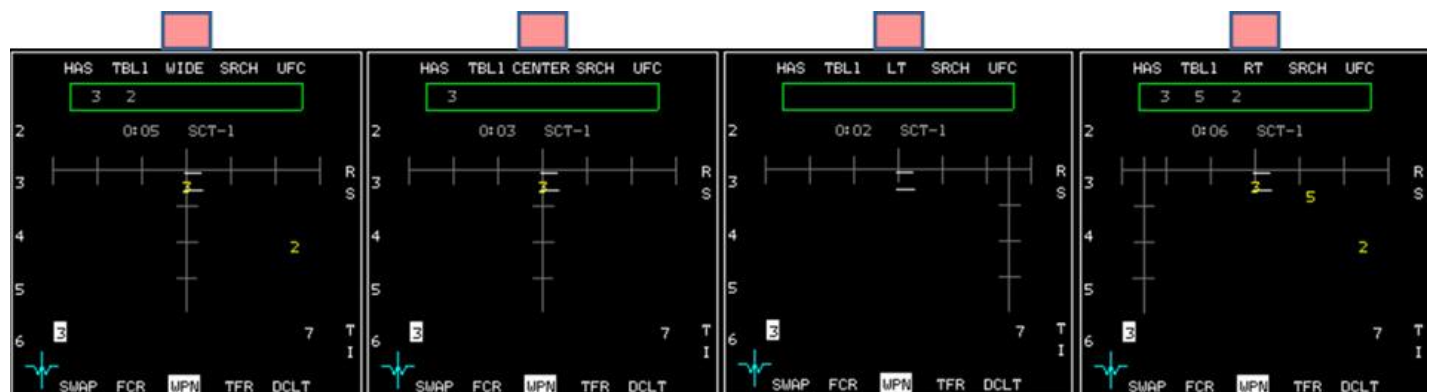 HAS TBL1 WIDE SRCH UFC
3 2
2 0:05 SCT-1
R
3 3 S
4 2
5
3 7 T
6 I
SWAP FCR WPN TFR DCLT
HAS TBL1 CENTER SRCH UFC
3
2 0:03 SCT-1
R
3 3 S
4
5
3 7 T
6 I
SWAP FCR WPN TFR DCLT
HAS TBL1 LT SRCH UFC
2 0:02 SCT-1
R
3 S
4
5
3 7 T
6 I
SWAP FCR WPN TFR DCLT
HAS TBL1 RT SRCH UFC
3 5 2
2 0:06 SCT-1
R
3 3 5 S
4 2
5
3 7 T
6 I
SWAP FCR WPN TFR DCLT